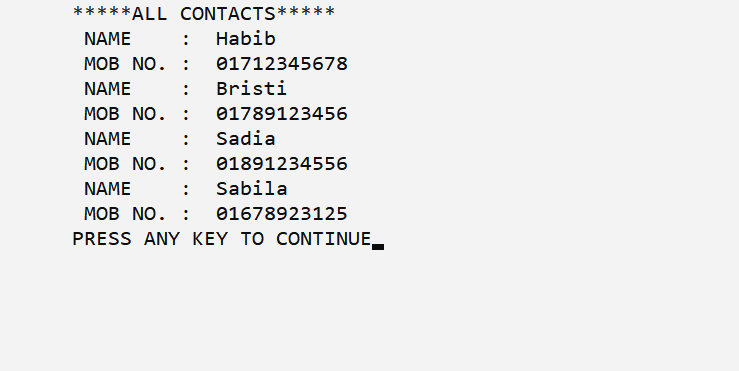 *****ALL CONTACTS*****
NAME    :  Habib
MOB NO. :  01712345678
NAME    :  Bristi
MOB NO. :  01789123456
NAME    :  Sadia
MOB NO. :  01891234556
NAME    :  Sabila
MOB NO. :  01678923125
PRESS ANY KEY TO CONTINUE